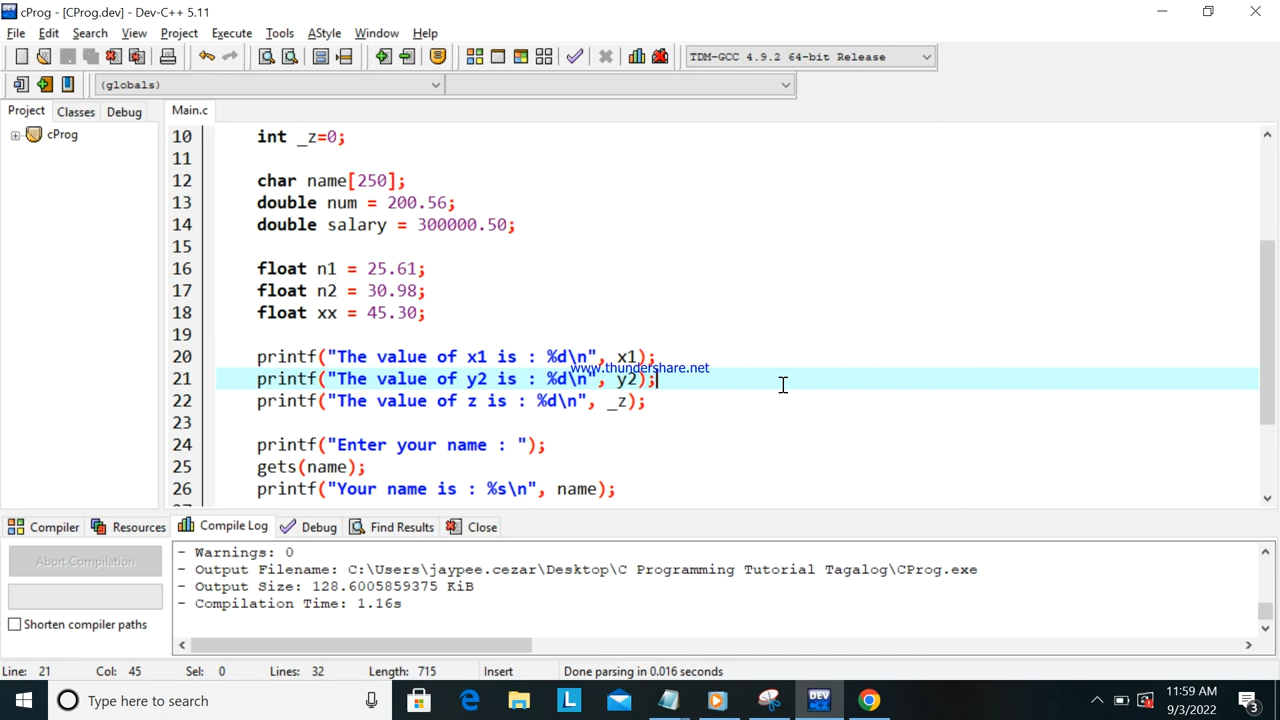 cProg - [CProg.dev] - Dev-C++ 5.11
File Edit Search View Project Execute Tools AStyle Window Help
TDM-GCC 4.9.2 64-bit Release
(globals)
Project Classes Debug
Main.c
cProg
10 int _z=0;
11
12 char name[250];
13 double num = 200.56;
14 double salary = 300000.50;
15
16 float n1 = 25.61;
17 float n2 = 30.98;
18 float xx = 45.30;
19
20 printf("The value of x1 is : %d\n", x1);
www.thundershare.net
21 printf("The value of y2 is : %d\n", y2);
22 printf("The value of z is : %d\n", _z);
23
24 printf("Enter your name : ");
25 gets(name);
26 printf("Your name is : %s\n", name);
Compiler Resources Compile Log Debug Find Results Close
Abort Compilation
Shorten compiler paths
- Warnings: 0
- Output Filename: C:\Users\jaypee.cezar\Desktop\C Programming Tutorial Tagalog\CProg.exe
- Output Size: 128.6005859375 KiB
- Compilation Time: 1.16s
Line: 21 Col: 45 Sel: 0 Lines: 32 Length: 715 Insert Done parsing in 0.016 seconds
Type here to search
L
DEV
11:59 AM
9/3/2022
3